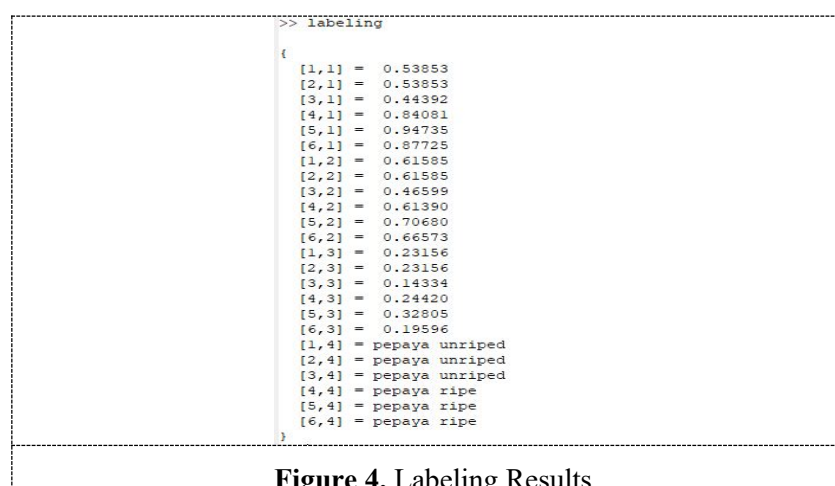 >> labeling
{
[1,1] = 0.53853
[2,1] = 0.53853
[3,1] = 0.44392
[4,1] = 0.84081
[5,1] = 0.94735
[6,1] = 0.87725
[1,2] = 0.61585
[2,2] = 0.61585
[3,2] = 0.46599
[4,2] = 0.61390
[5,2] = 0.70680
[6,2] = 0.66573
[1,3] = 0.23156
[2,3] = 0.23156
[3,3] = 0.14334
[4,3] = 0.24420
[5,3] = 0.32805
[6,3] = 0.19596
[1,4] = pepaya unriped
[2,4] = pepaya unriped
[3,4] = pepaya unriped
[4,4] = pepaya ripe
[5,4] = pepaya ripe
[6,4] = pepaya ripe
}
Figure 4. Labeling Results